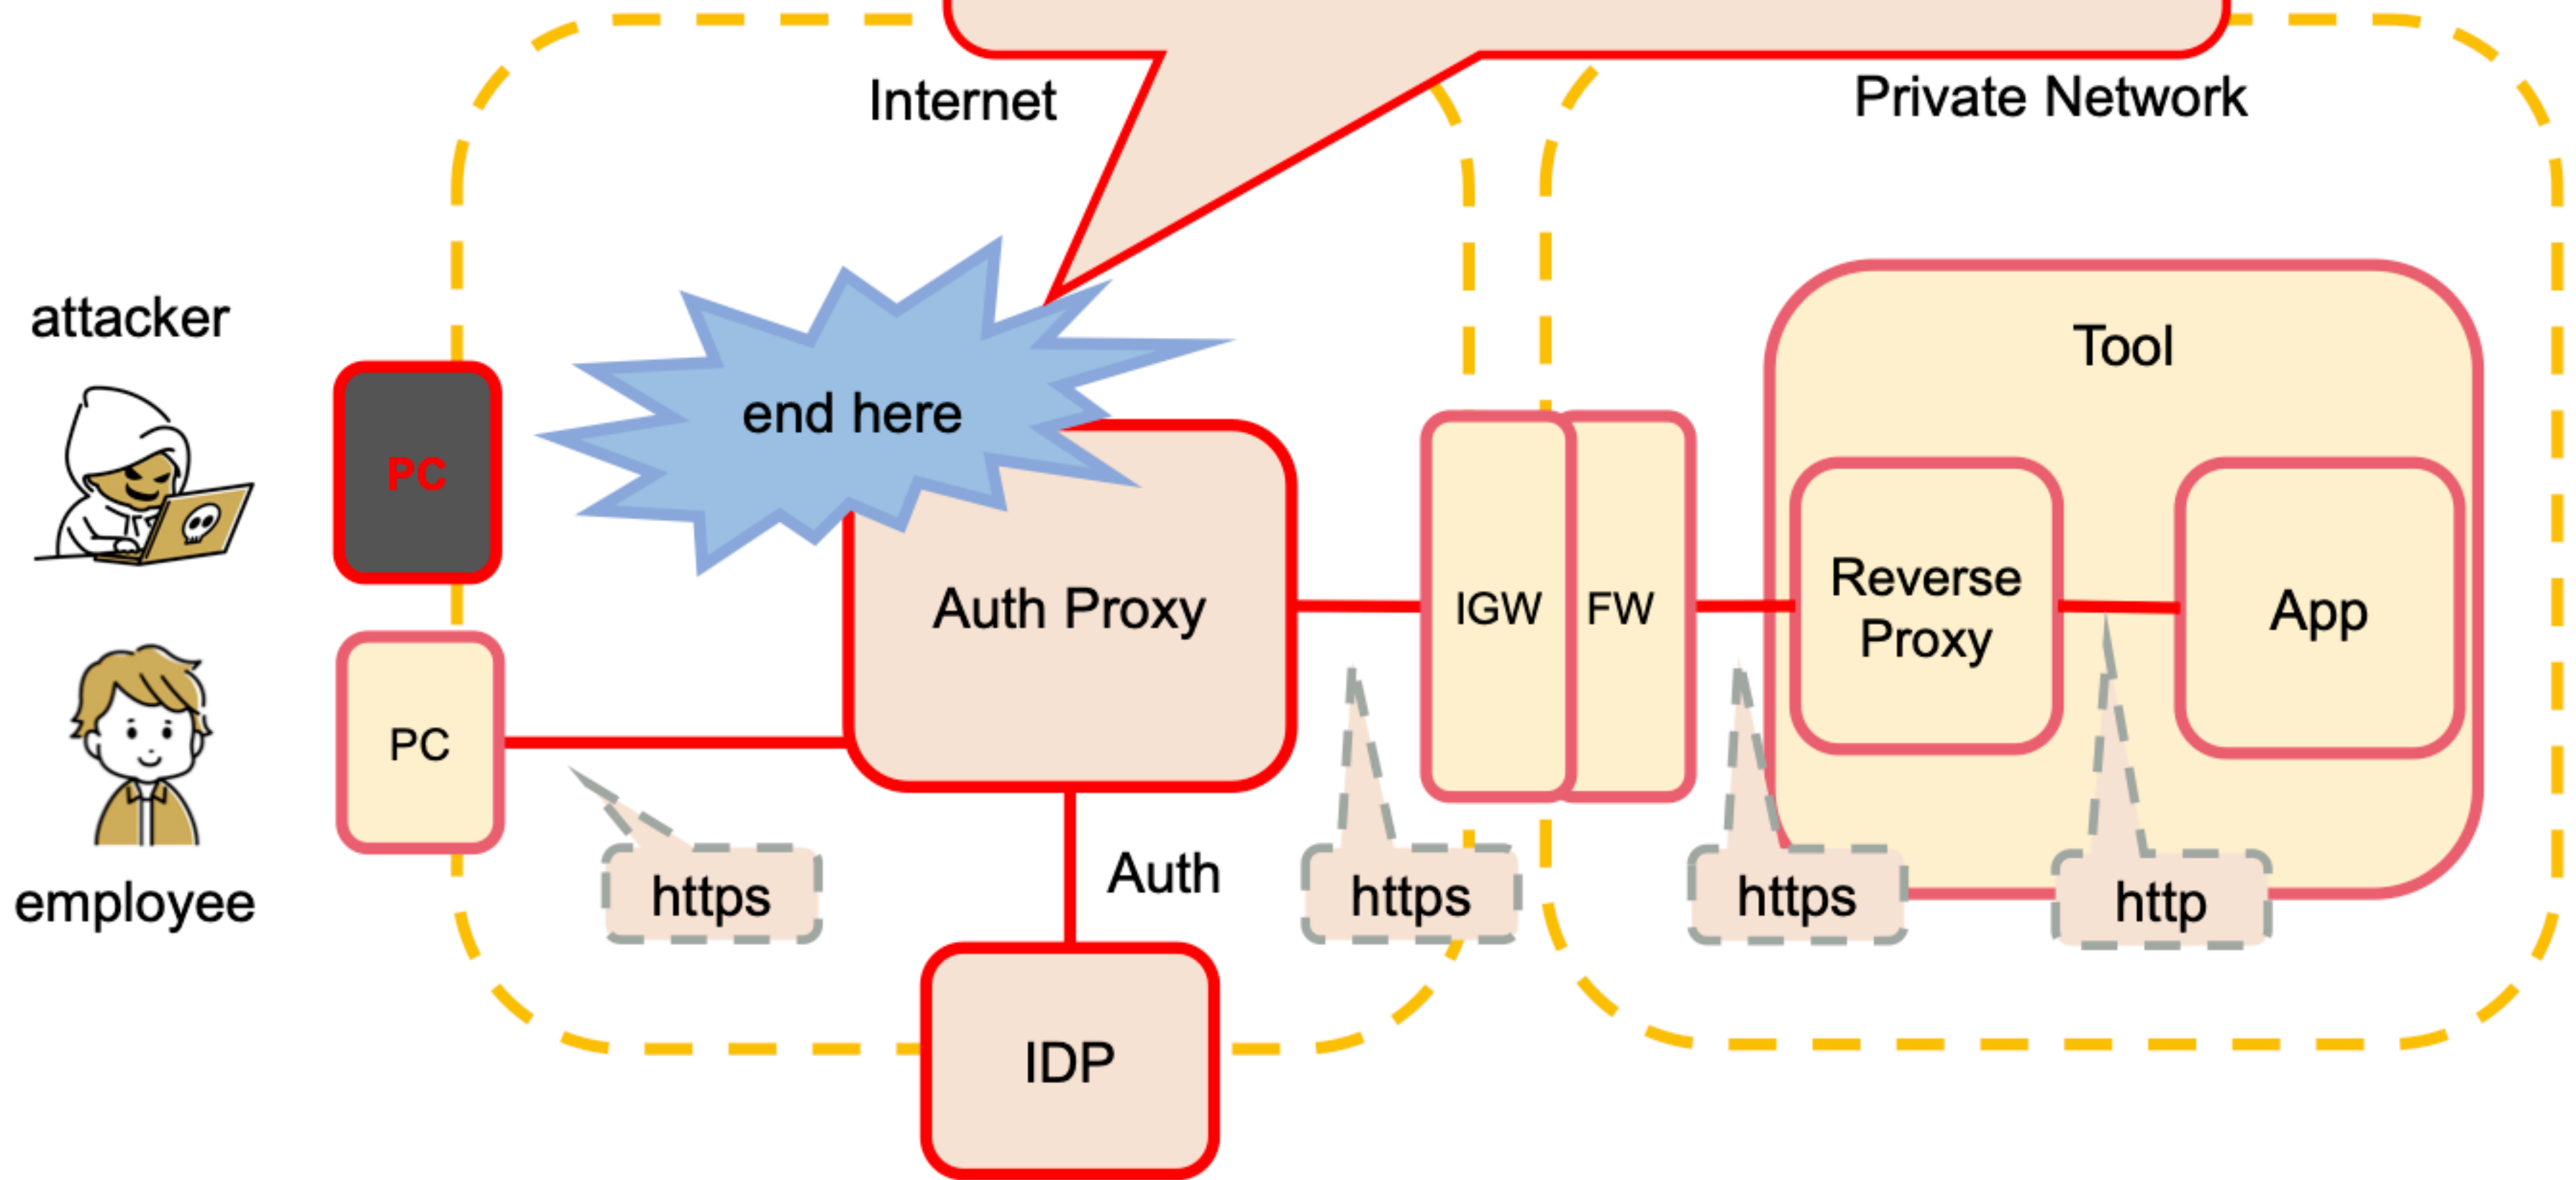 Internet
Private Network
attacker
Tool
end here
PC
Reverse
Proxy
Auth Proxy
IGW
FW
App
PC
Auth
https
https
https
http
employee
IDP